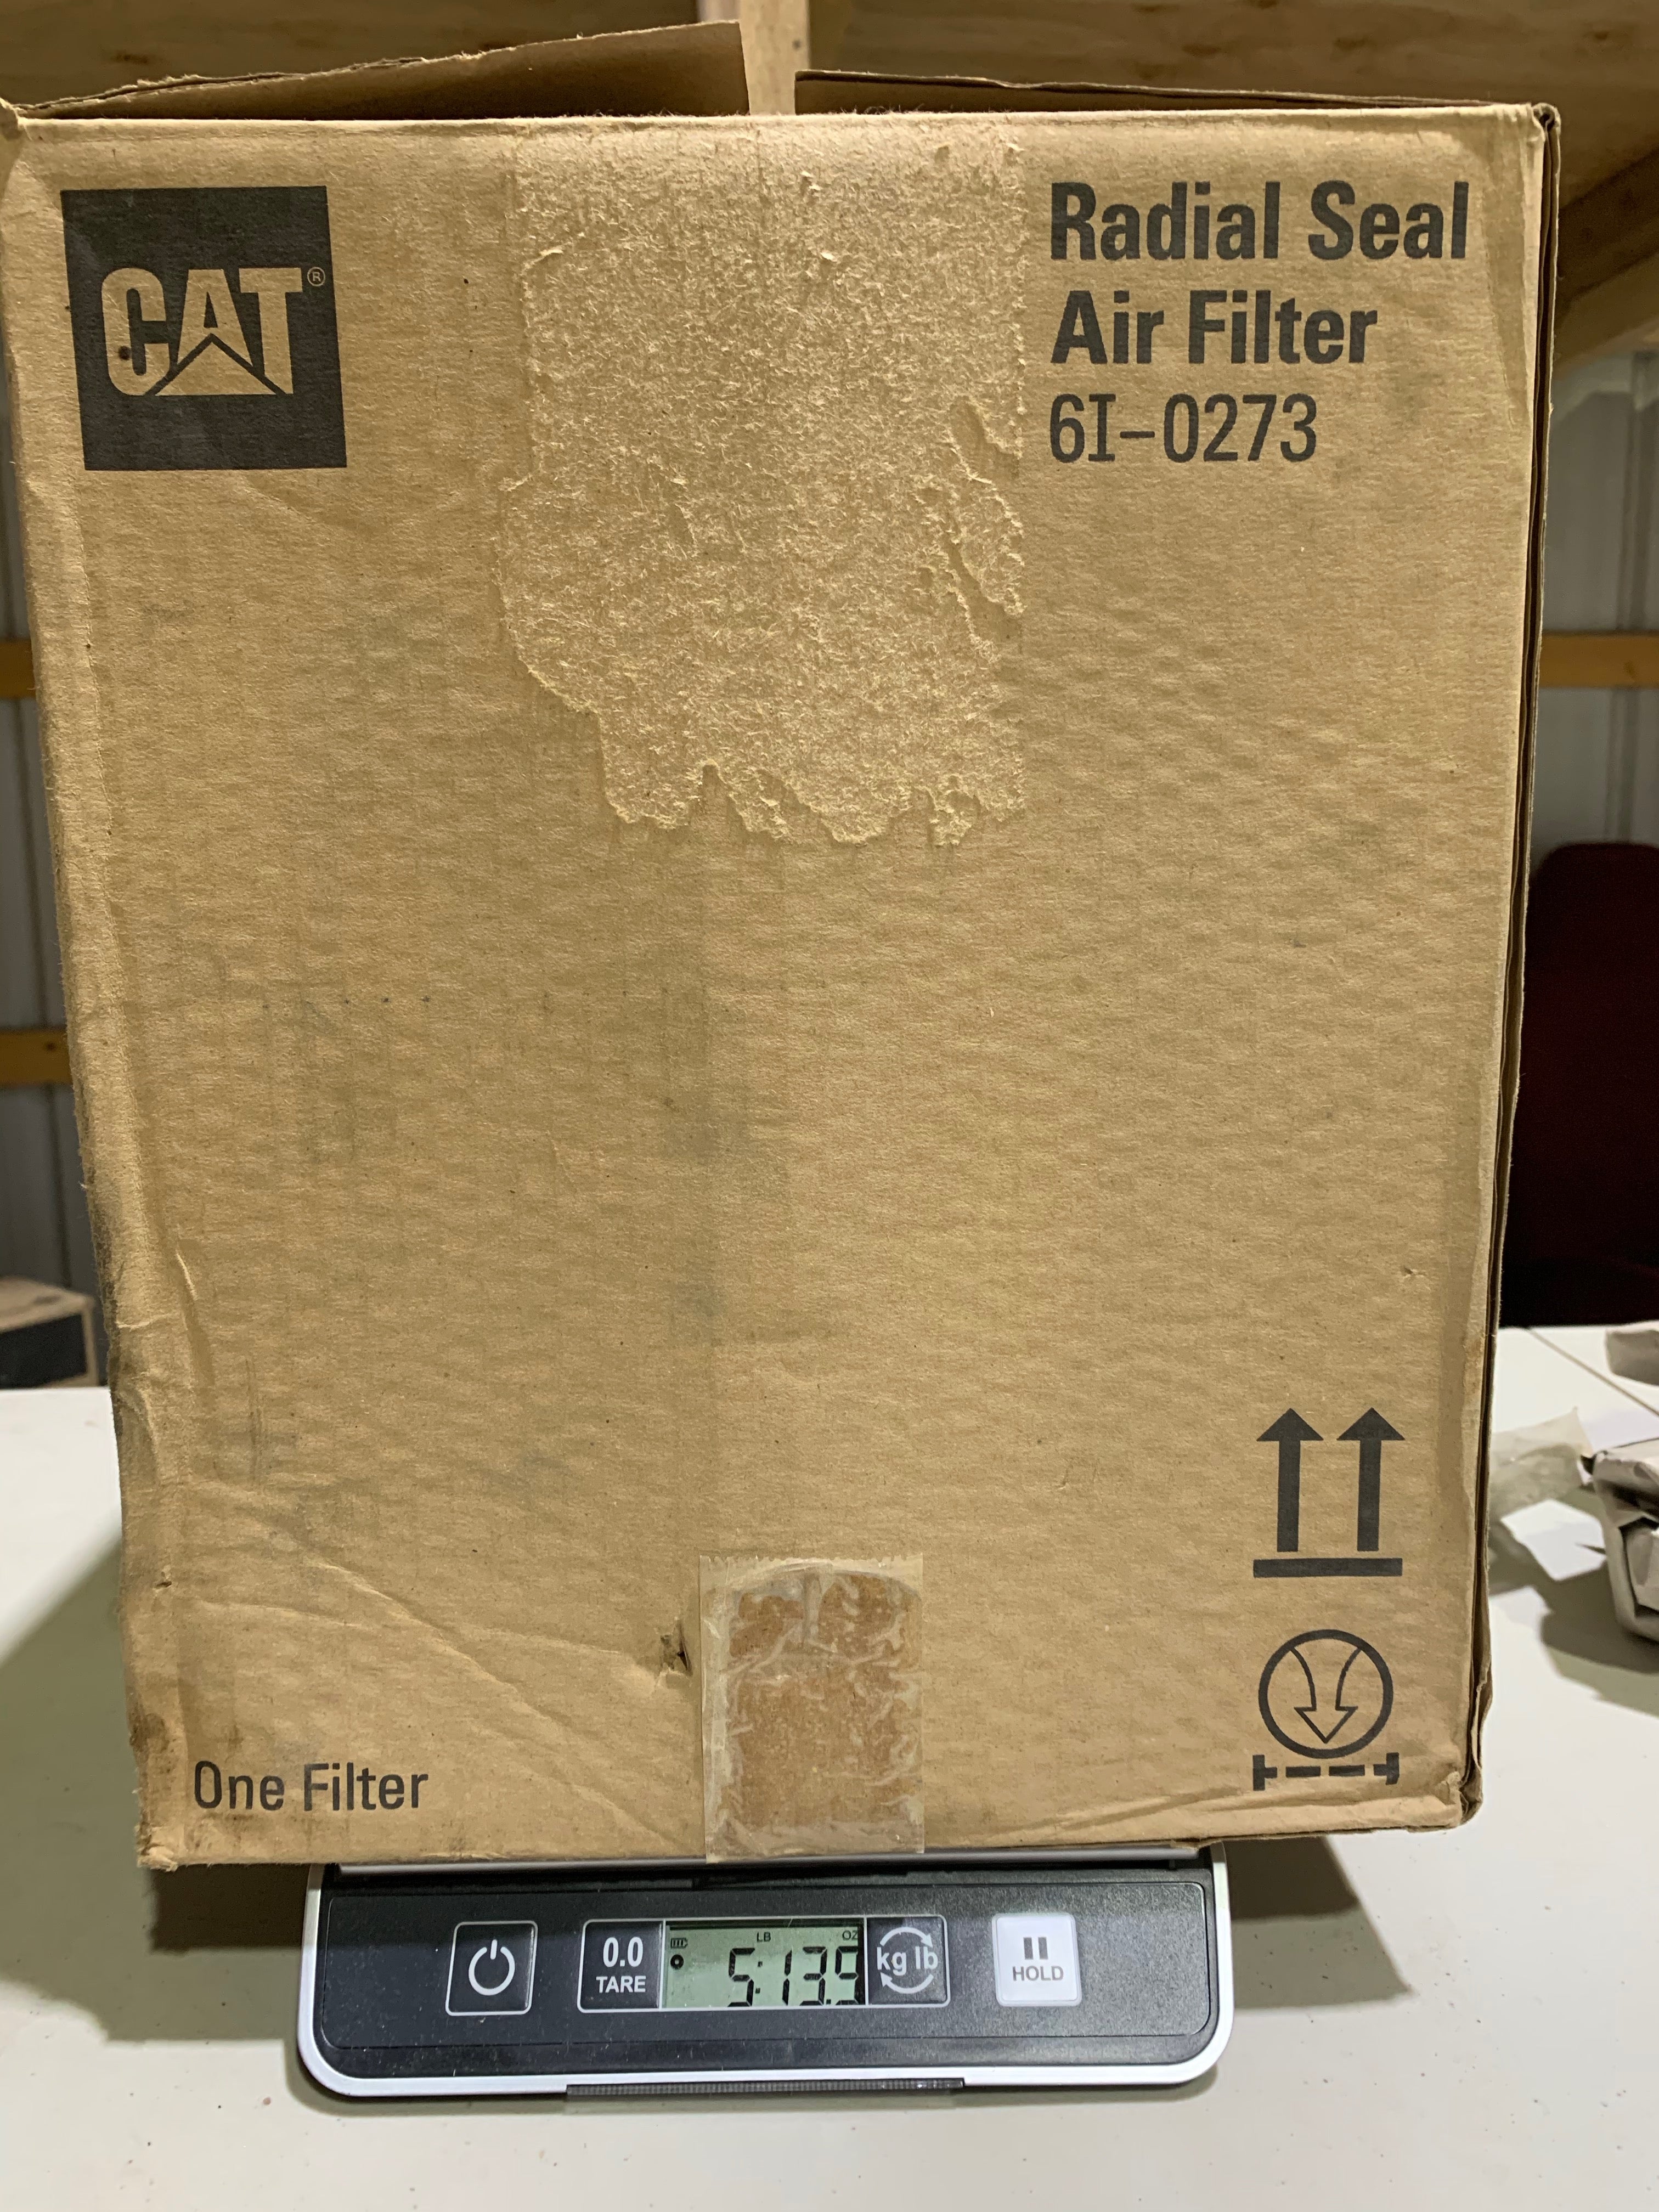 CAT®
Radial Seal
Air Filter
6I-0273
One Filter
0.0
TARE
LB OZ
5:13.5
kg lb
HOLD